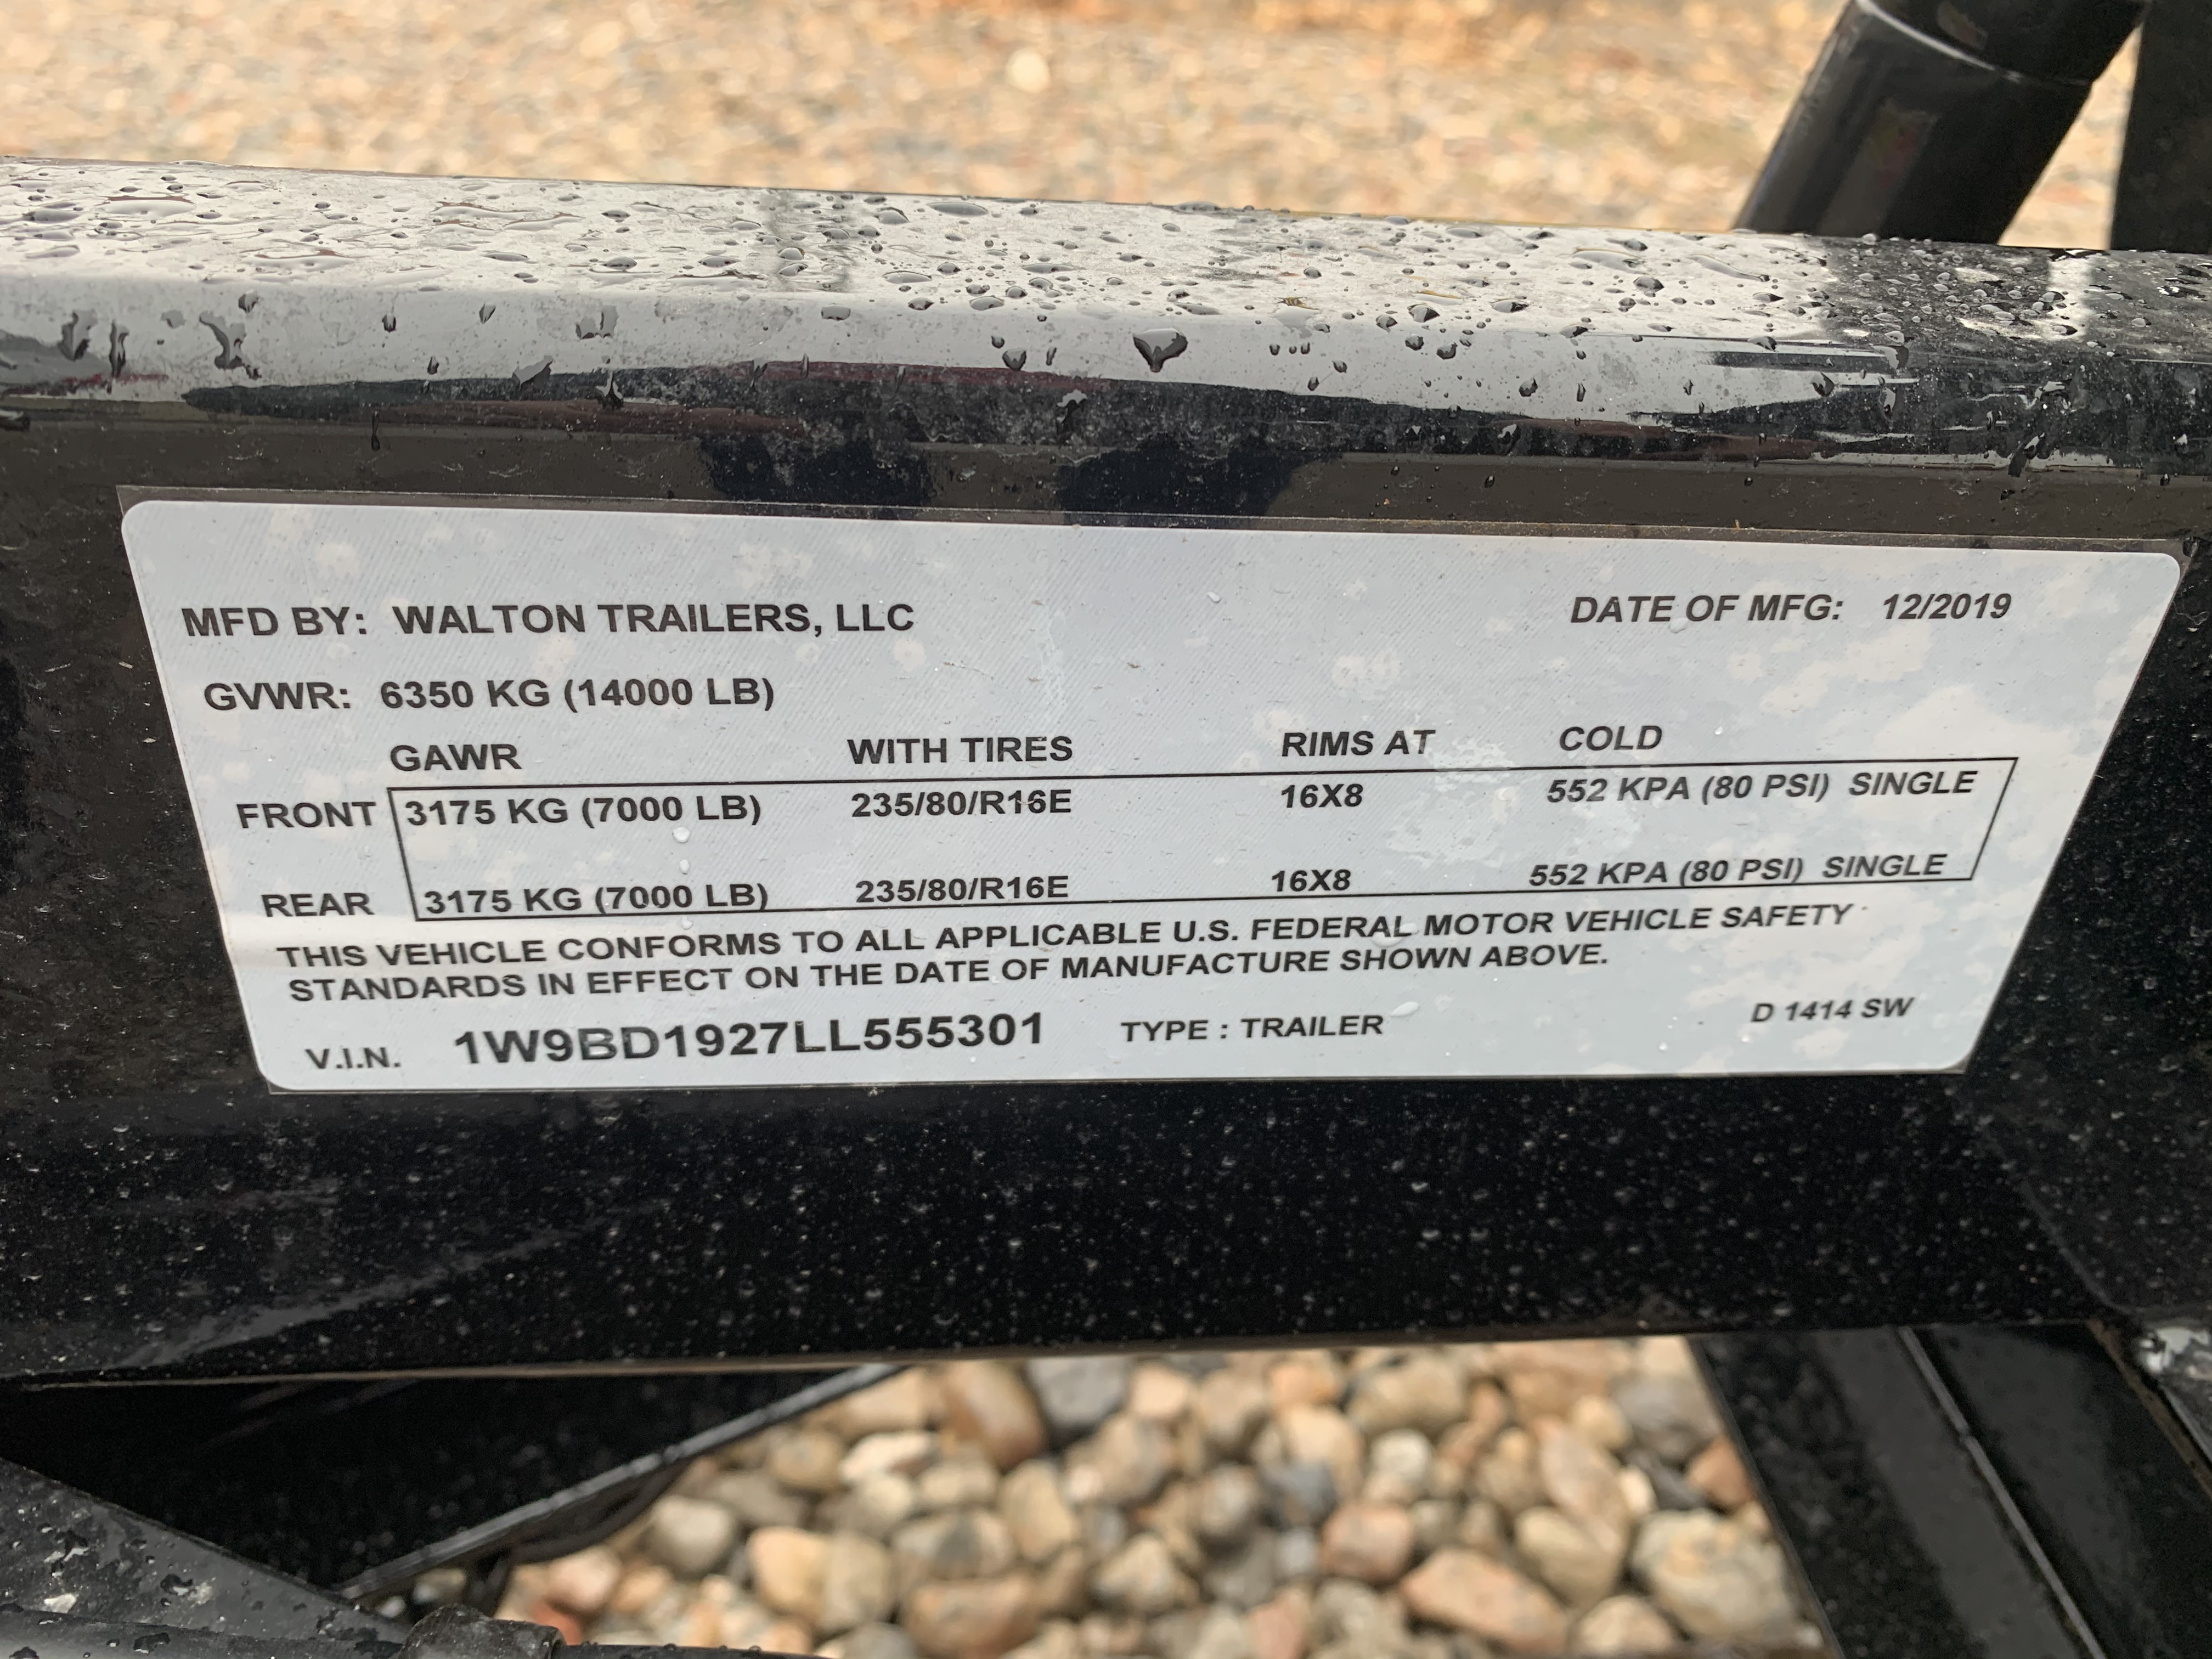 MFD BY: WALTON TRAILERS, LLC DATE OF MFG: 12/2019
GVWR: 6350 KG (14000 LB)
GAWR WITH TIRES RIMS AT COLD
FRONT 3175 KG (7000 LB) 235/80/R16E 16X8 552 KPA (80 PSI) SINGLE
REAR 3175 KG (7000 LB) 235/80/R16E 16X8 552 KPA (80 PSI) SINGLE
THIS VEHICLE CONFORMS TO ALL APPLICABLE U.S. FEDERAL MOTOR VEHICLE SAFETY
STANDARDS IN EFFECT ON THE DATE OF MANUFACTURE SHOWN ABOVE.
V.I.N. 1W9BD1927LL555301 TYPE : TRAILER D 1414 SW